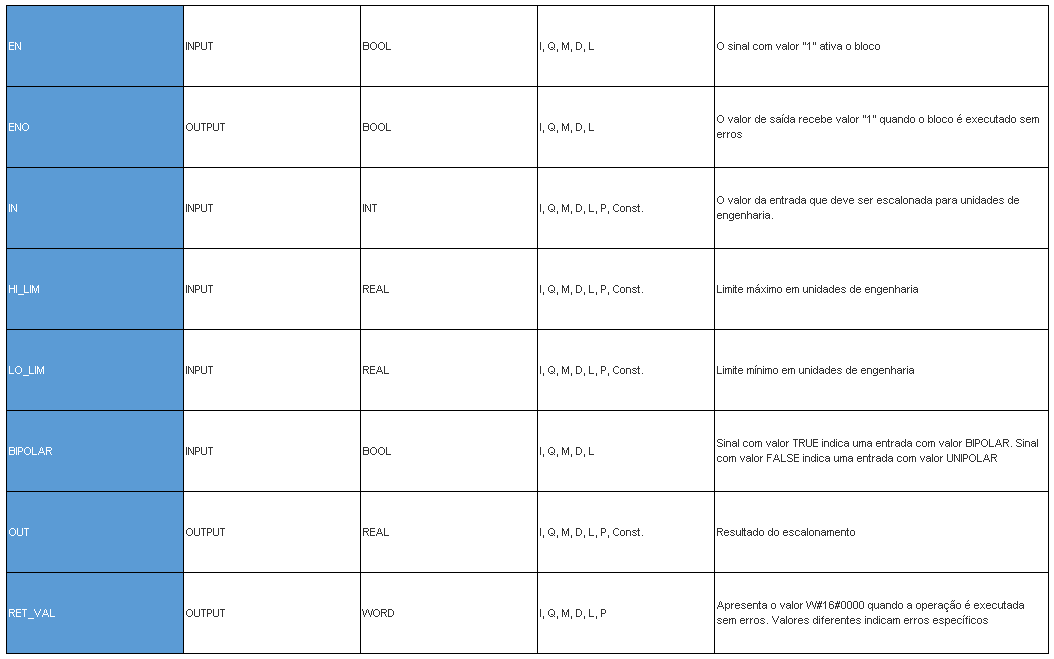 EN INPUT BOOL I, Q, M, D, L O sinal com valor "1" ativa o bloco
ENO OUTPUT BOOL I, Q, M, D, L O valor de saída recebe valor "1" quando o bloco é executado sem
erros
IN INPUT INT I, Q, M, D, L, P, Const. O valor da entrada que deve ser escalonada para unidades de
engenharia.
HI_LIM INPUT REAL I, Q, M, D, L, P, Const. Limite máximo em unidades de engenharia
LO_LIM INPUT REAL I, Q, M, D, L, P, Const. Limite mínimo em unidades de engenharia
BIPOLAR INPUT BOOL I, Q, M, D, L Sinal com valor TRUE indica uma entrada com valor BIPOLAR. Sinal
com valor FALSE indica uma entrada com valor UNIPOLAR
OUT OUTPUT REAL I, Q, M, D, L, P, Const. Resultado do escalonamento
RET_VAL OUTPUT WORD I, Q, M, D, L, P Apresenta o valor W#16#0000 quando a operação é executada
sem erros. Valores diferentes indicam erros específicos